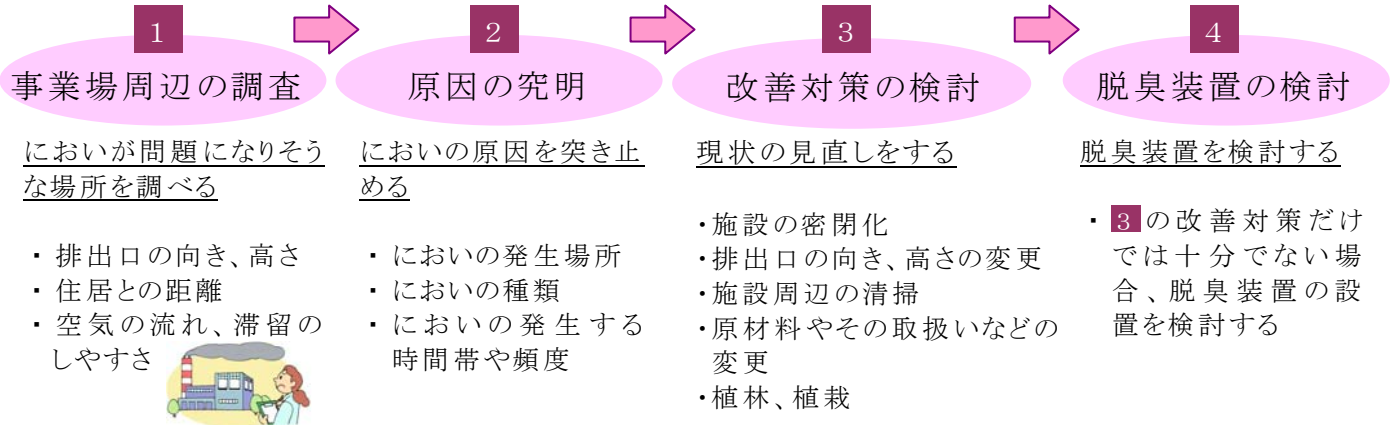 1
事業場周辺の調査
においが問題になりそう
な場所を調べる
・排出口の向き、高さ
・住居との距離
・空気の流れ、滞留の
しやすさ
2
原因の究明
においの原因を突き止
める
・においの発生場所
・においの種類
・においの発生する
時間帯や頻度
3
改善対策の検討
現状の見直しをする
・施設の密閉化
・排出口の向き、高さの変更
・施設周辺の清掃
・原材料やその取扱いなどの
変更
・植林、植栽
4
脱臭装置の検討
脱臭装置を検討する
・3の改善対策だけ
では十分でない場
合、脱臭装置の設
置を検討する